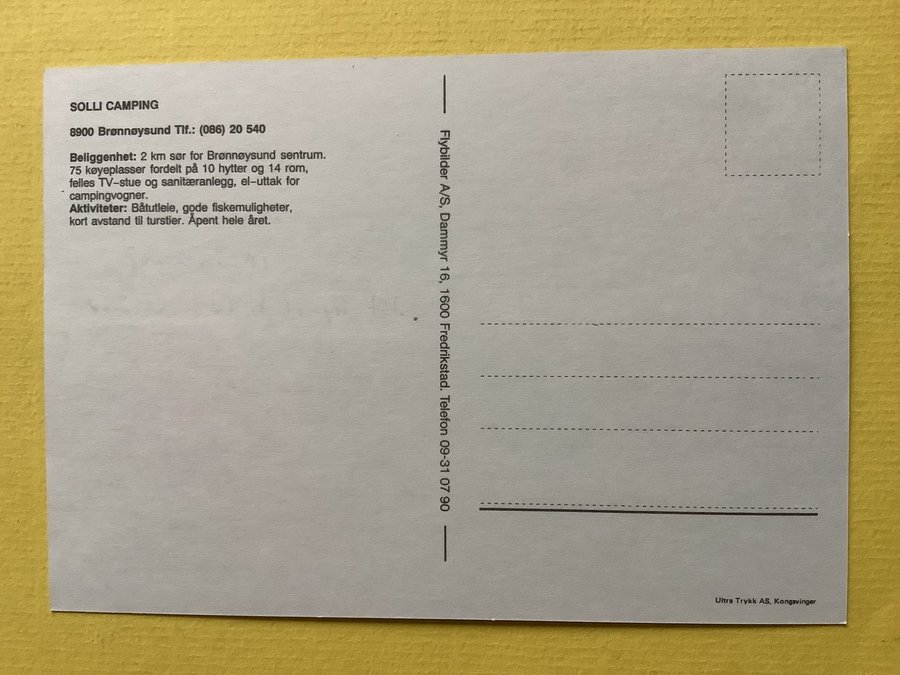 SOLLI CAMPING
8900 Brønnøysund Tlf.: (086) 20 540
Beliggenhet: 2 km sør for Brønnøysund sentrum.
75 køyeplasser fordelt på 10 hytter og 14 rom,
felles TV-stue og sanitæranlegg, el-uttak for
campingvogner.
Aktiviteter: Båtutleie, gode fiskemuligheter,
kort avstand til turstier. Åpent hele året.
Flybilder A/S, Dammyr 16, 1600 Fredrikstad. Telefon 09-31 07 90
Ultra Trykk AS, Kongsvinger